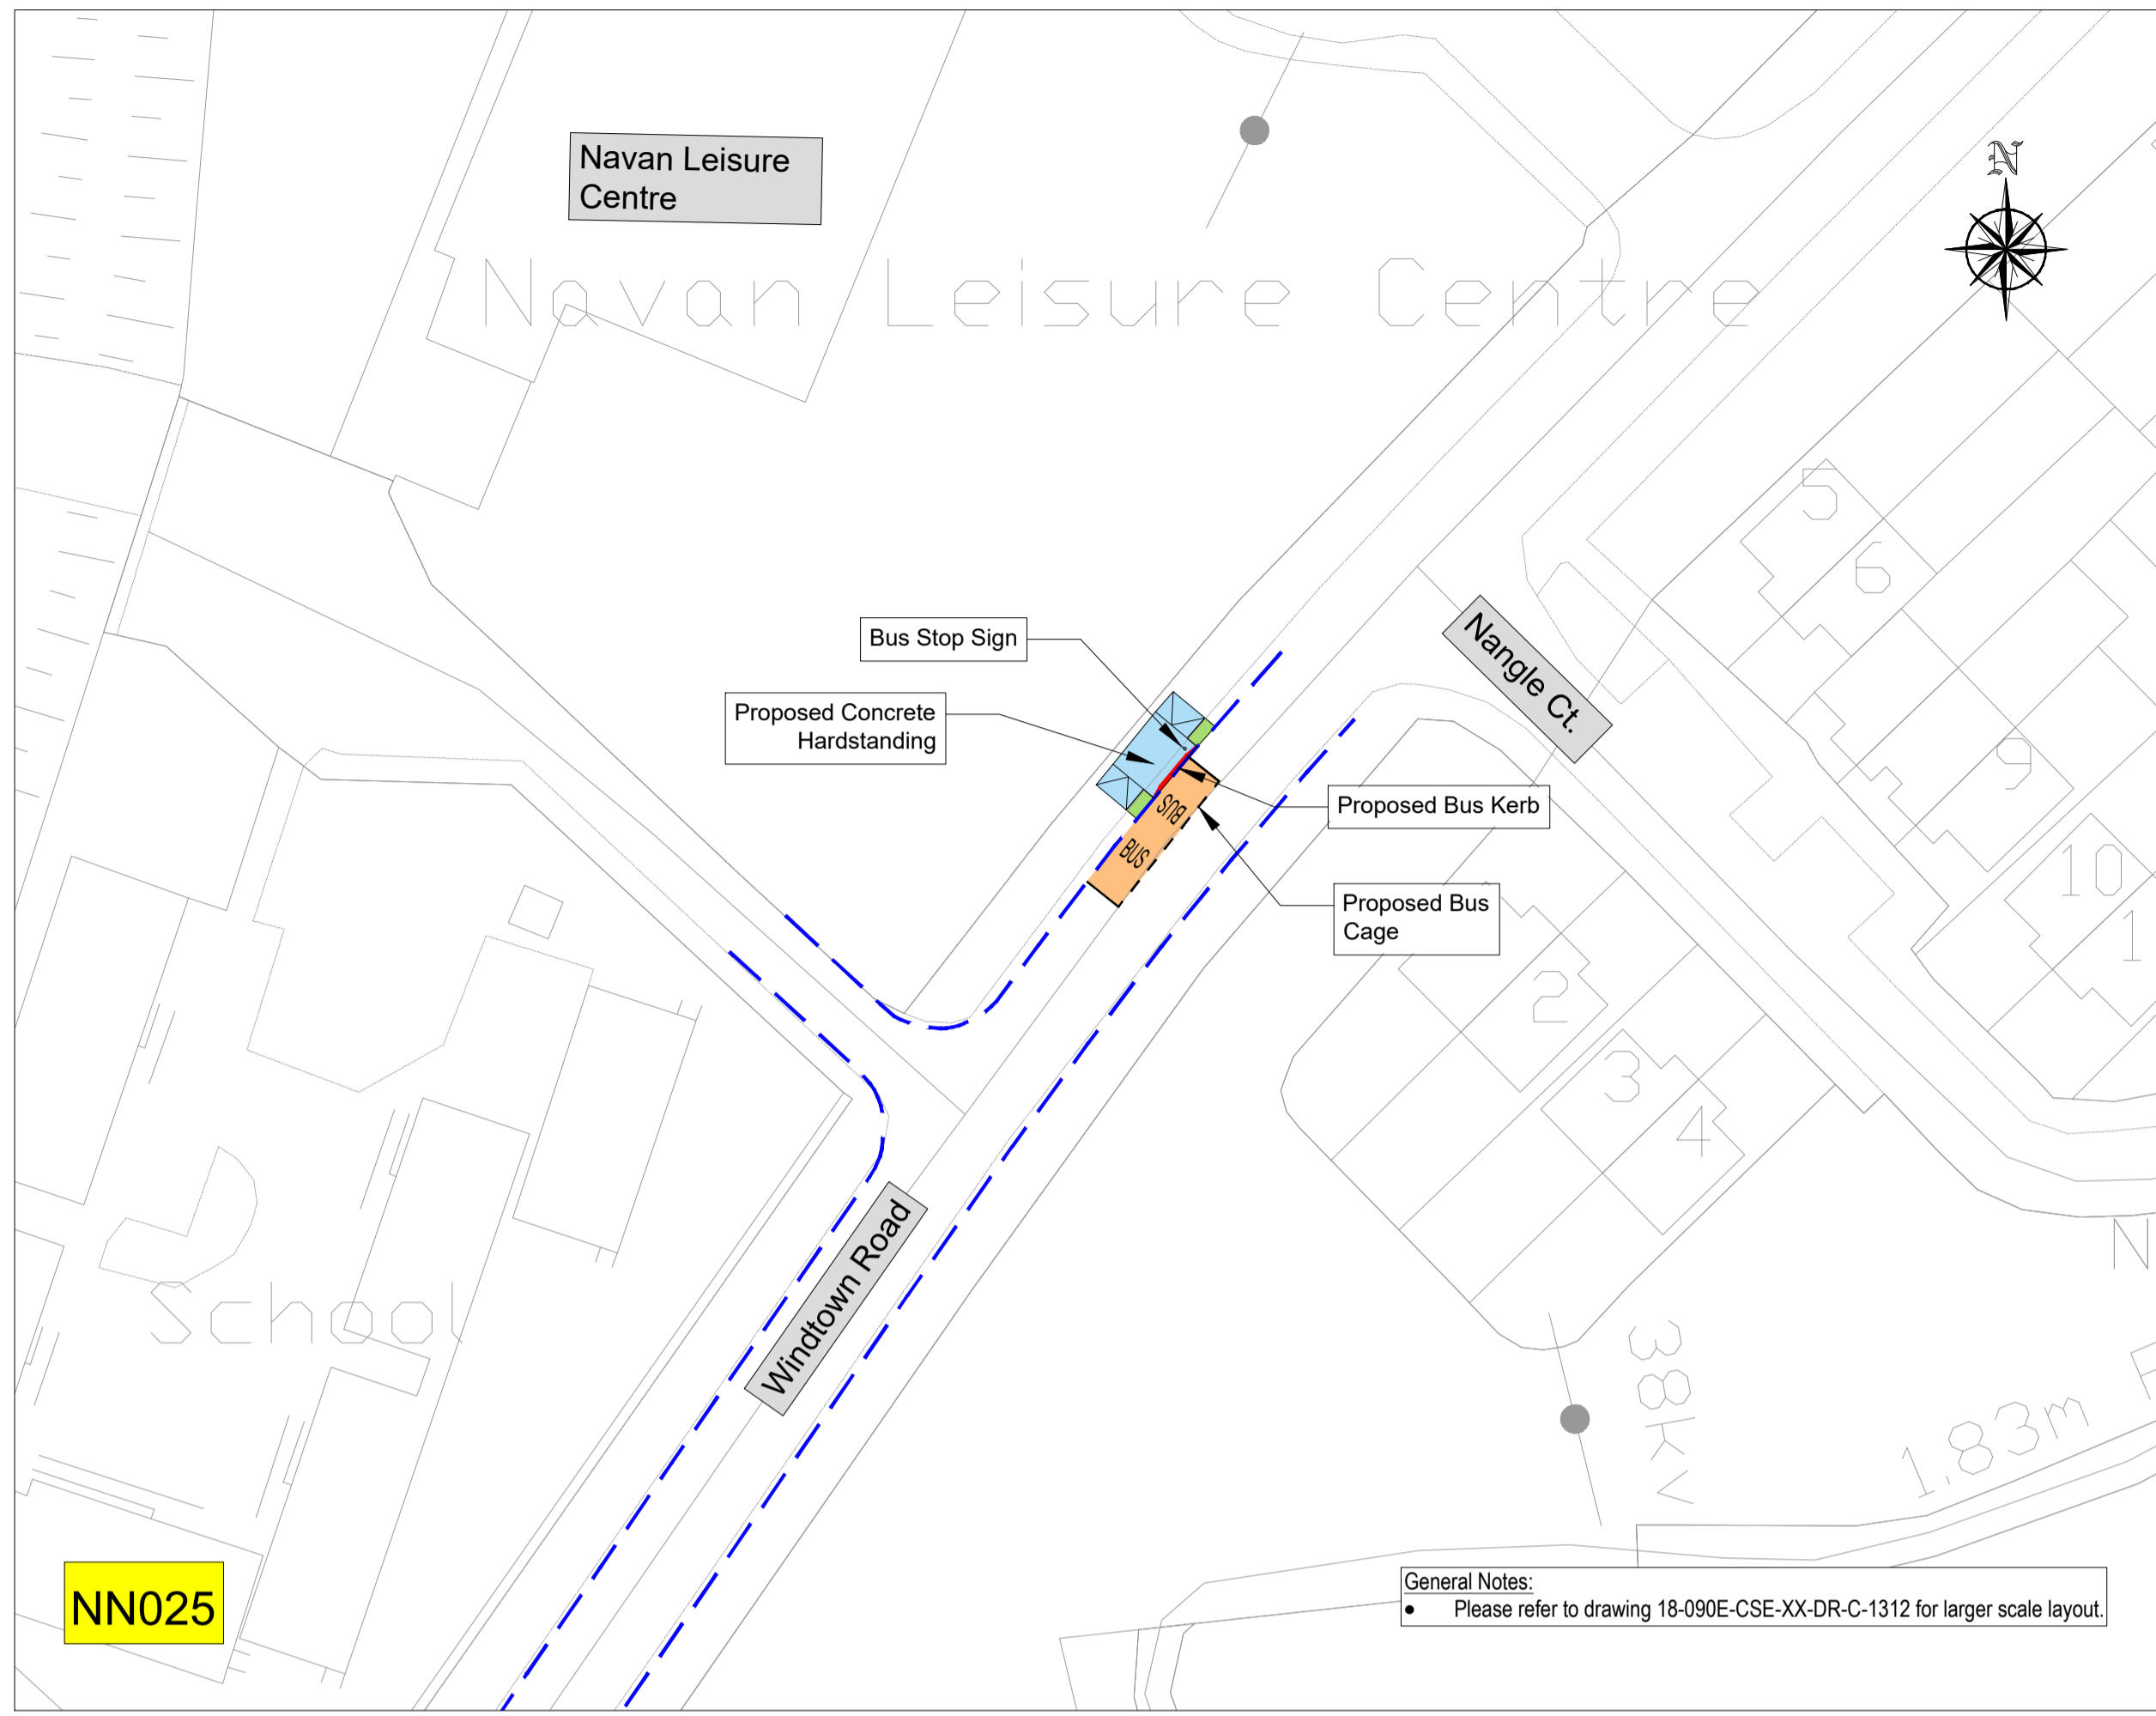 Navan Leisure
Centre
N
Navan Leisure Centre
5
6
Bus Stop Sign
Nangle Ct.
Proposed Concrete
Hardstanding
9
Proposed Bus Kerb
BUS
BUS
10
1
Proposed Bus
Cage
2
3
4
Windtown Road
N
School
38kV
1.83m
NN025
General Notes:
● Please refer to drawing 18-090E-CSE-XX-DR-C-1312 for larger scale layout.